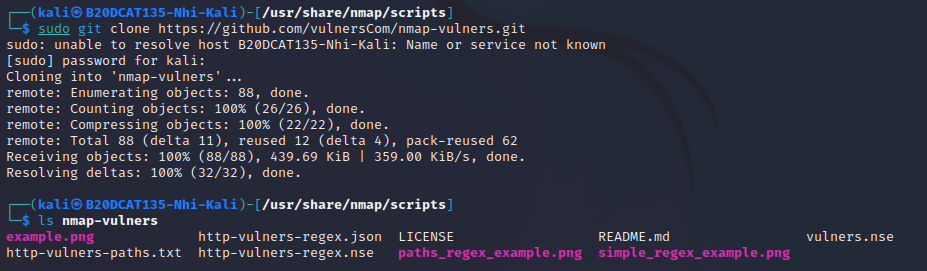 ┌──(kali㉿B20DCAT135-Nhi-Kali)-[/usr/share/nmap/scripts]
└─$ sudo git clone https://github.com/vulnersCom/nmap-vulners.git
sudo: unable to resolve host B20DCAT135-Nhi-Kali: Name or service not known
[sudo] password for kali:
Cloning into 'nmap-vulners'...
remote: Enumerating objects: 88, done.
remote: Counting objects: 100% (26/26), done.
remote: Compressing objects: 100% (22/22), done.
remote: Total 88 (delta 11), reused 12 (delta 4), pack-reused 62
Receiving objects: 100% (88/88), 439.69 KiB | 359.00 KiB/s, done.
Resolving deltas: 100% (32/32), done.
┌──(kali㉿B20DCAT135-Nhi-Kali)-[/usr/share/nmap/scripts]
└─$ ls nmap-vulners
example.png http-vulners-regex.json LICENSE README.md vulners.nse
http-vulners-paths.txt http-vulners-regex.nse paths_regex_example.png simple_regex_example.png